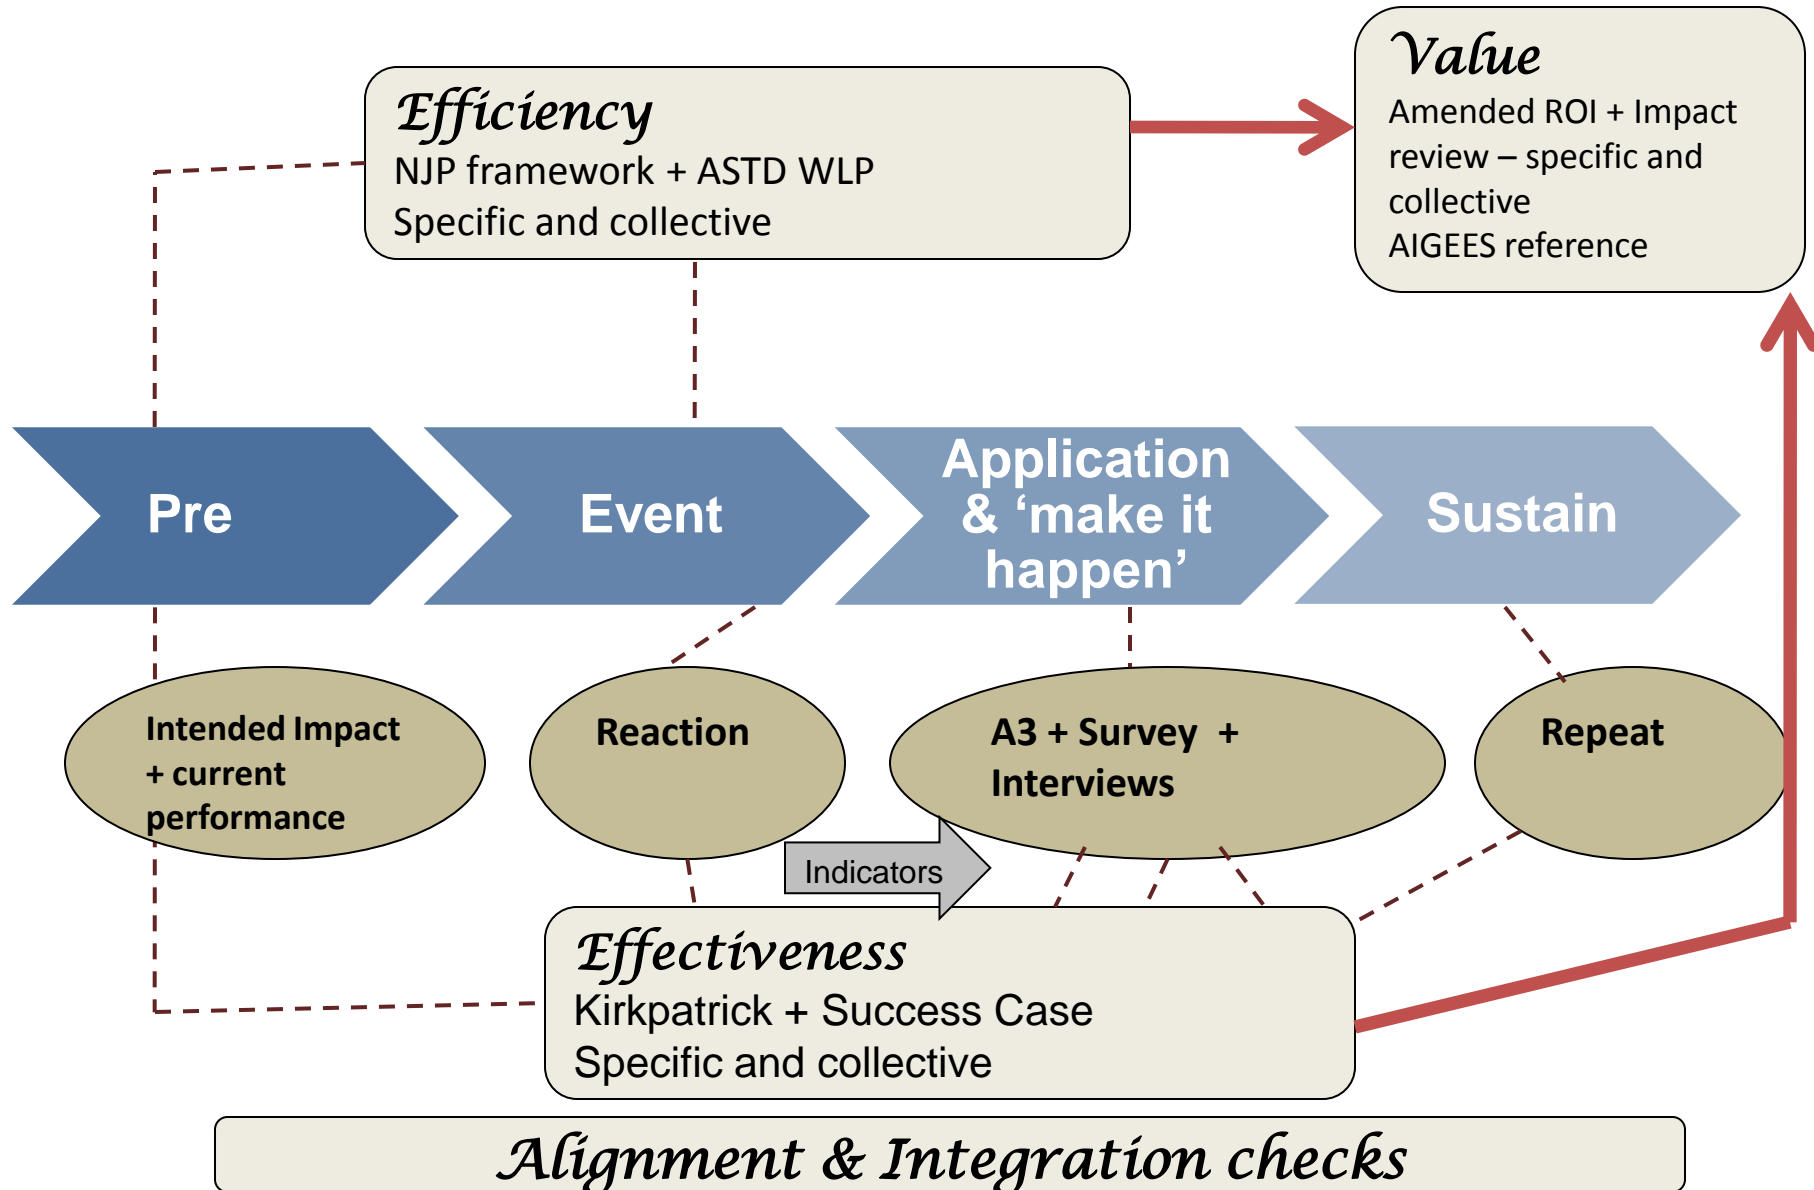 Value
Amended ROI + Impact
review – specific and
collective
AIGEES reference
Efficiency
NJP framework + ASTD WLP
Specific and collective
Pre
Event
Application
& ‘make it
happen’
Sustain
Intended Impact
+ current
performance
Reaction
A3 + Survey +
Interviews
Repeat
Indicators
Effectiveness
Kirkpatrick + Success Case
Specific and collective
Alignment & Integration checks